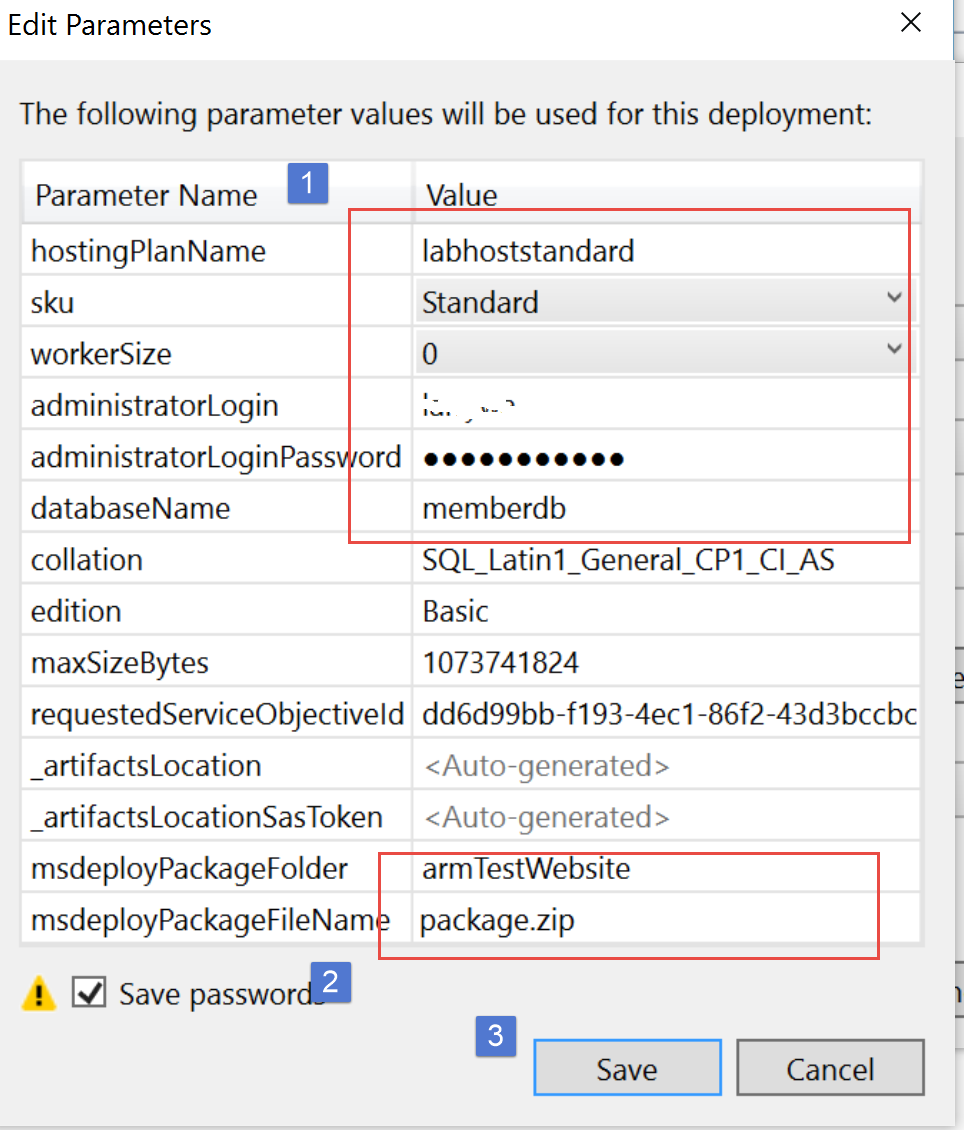 Edit Parameters
The following parameter values will be used for this deployment:
Parameter Name 1 Value
hostingPlanName labhoststandard
sku Standard
workerSize 0
administratorLogin
administratorLoginPassword ●●●●●●●●●●●
databaseName memberdb
collation SQL_Latin1_General_CP1_CI_AS
edition Basic
maxSizeBytes 1073741824
requestedServiceObjectiveId dd6d99bb-f193-4ec1-86f2-43d3bccbc
_artifactsLocation <Auto-generated>
_artifactsLocationSasToken <Auto-generated>
msdeployPackageFolder armTestWebsite
msdeployPackageFileName package.zip
Save passwords 2
3
Save Cancel